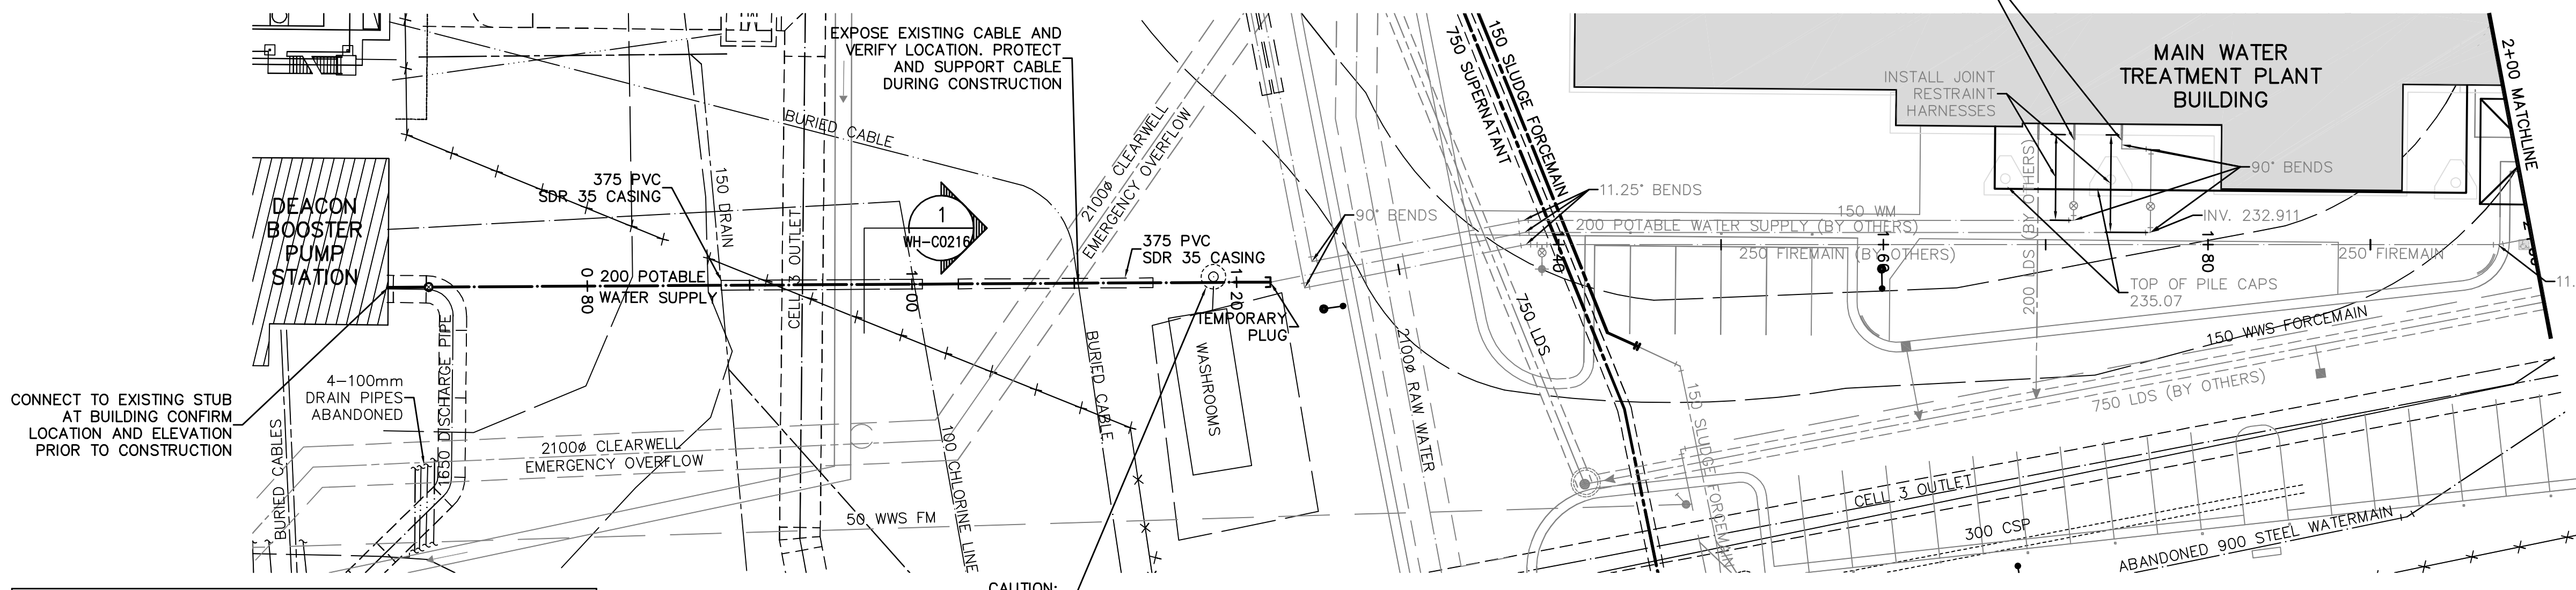 EXPOSE EXISTING CABLE AND
VERIFY LOCATION. PROTECT
AND SUPPORT CABLE
DURING CONSTRUCTION
BURIED CABLE
375 PVC
SDR 35 CASING
150 DRAIN
CELL 3 OUTLET
1
WH-C0216
2100ø CLEARWELL
EMERGENCY OVERFLOW
DEACON
BOOSTER
PUMP
STATION
0+80
200 POTABLE
WATER SUPPLY
1+00
375 PVC
SDR 35 CASING
1+20
TEMPORARY
PLUG
WASHROOMS
BURIED CABLE
CONNECT TO EXISTING STUB
AT BUILDING CONFIRM
LOCATION AND ELEVATION
PRIOR TO CONSTRUCTION
4-100mm
DRAIN PIPES
ABANDONED
1650 DISCHARGE PIPE
BURIED CABLES
2100ø CLEARWELL
EMERGENCY OVERFLOW
50 WWS FM
100 CHLORINE LINE
CAUTION:
90° BENDS
2100ø RAW WATER
750 SUPERNATANT
150 SLUDGE FORCEMAIN
11.25° BENDS
150 WM
200 POTABLE WATER SUPPLY (BY OTHERS)
250 FIREMAIN (BY OTHERS)
1+40
1+60
1+80
750 LDS
150 SLUDGE FORCEMAIN
INSTALL JOINT
RESTRAINT
HARNESSES
MAIN WATER
TREATMENT PLANT
BUILDING
2+00 MATCHLINE
90° BENDS
INV. 232.911
200 LDS (BY OTHERS)
250 FIREMAIN
TOP OF PILE CAPS
235.07
11.
150 WWS FORCEMAIN
750 LDS (BY OTHERS)
CELL 3 OUTLET
300 CSP
ABANDONED 900 STEEL WATERMAIN